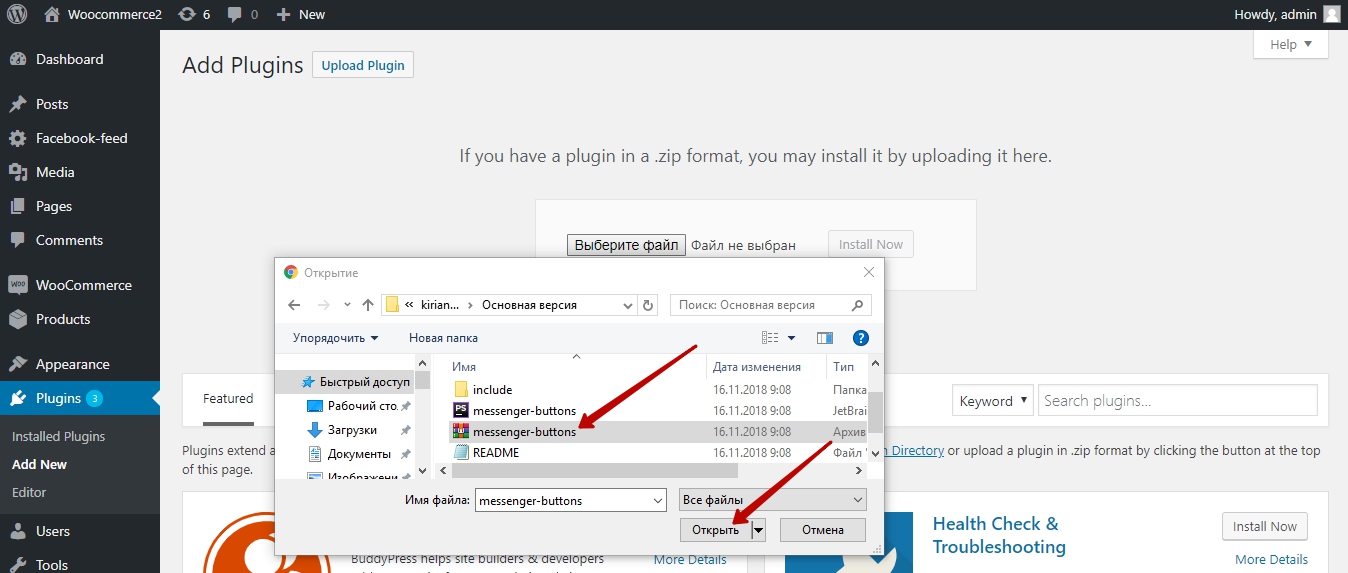 Woocommerce2 6 0 New Howdy, admin
Help
Dashboard
Posts
Facebook-feed
Media
Pages
Comments
WooCommerce
Products
Appearance
Plugins 3
Installed Plugins
Add New
Editor
Users
Tools
Add Plugins Upload Plugin
If you have a plugin in a .zip format, you may install it by uploading it here.
Выберите файл Файл не выбран Install Now
Открытие
« kirian... › Основная версия Поиск: Основная версия
Упорядочить Новая папка
Имя Дата изменения Тип
Быстрый доступ
Рабочий сто.
Загрузки
Документы
Изображени
include 16.11.2018 9:08 Папка
messenger-buttons 16.11.2018 9:08 JetBrai
messenger-buttons 16.11.2018 9:08 Архив
README 16.11.2018 9:08 Файл
Имя файла: messenger-buttons Все файлы
Открыть Отмена
Featured Keyword Search plugins...
Plugins extend a
n Directory or upload a plugin in .zip format by clicking the button at the top
of this page.
BuddyPress helps site builders & developers
More Details
Health Check &
Troubleshooting
Install Now
More Details